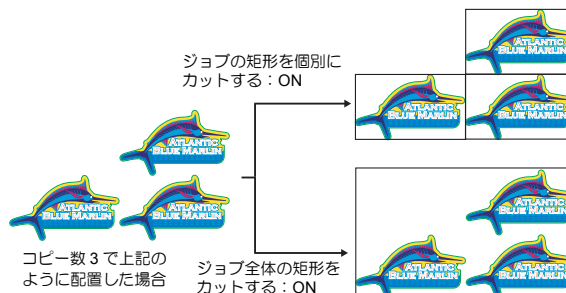 ジョブの矩形を個別に
カットする：ON
ATLANTIC
BLUE MARLIN
ATLANTIC
BLUE MARLIN
ATLANTIC
BLUE MARLIN
ATLANTIC
BLUE MARLIN
ATLANTIC
BLUE MARLIN
ATLANTIC
BLUE MARLIN
コピー数 3 で上記の
ように配置した場合
ATLANTIC
BLUE MARLIN
ATLANTIC
BLUE MARLIN
ATLANTIC
BLUE MARLIN
ジョブ全体の矩形を
カットする：ON